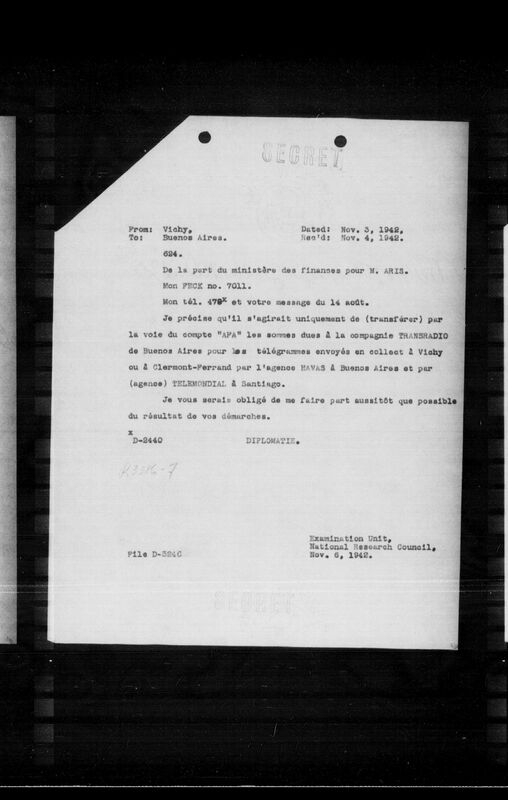 SECRET
From: Vichy, Dated: Nov. 3, 1942.
To: Buenos Aires. Rec'd: Nov. 4, 1942.
624.
De la part du ministère des finances pour M. ARIS.
Mon FECK no. 7011.
Mon tél. 478x et votre message du 14 août.
Je précise qu'il s'agirait uniquement de (transférer) par
la voie du compte "AFA" les sommes dues à la compagnie TRANSRADIO
de Buenos Aires pour les télégrammes envoyés en collect à Vichy
ou à Clermont-Ferrand par l'agence HAVAS à Buenos Aires et par
(agence) TELEMONDIAL à Santiago.
Je vous serais obligé de me faire part aussitôt que possible
du résultat de vos démarches.
x
D-2440 DIPLOMATIE.
Examination Unit,
National Research Council,
File D-3246 Nov. 6, 1942.
SECRET